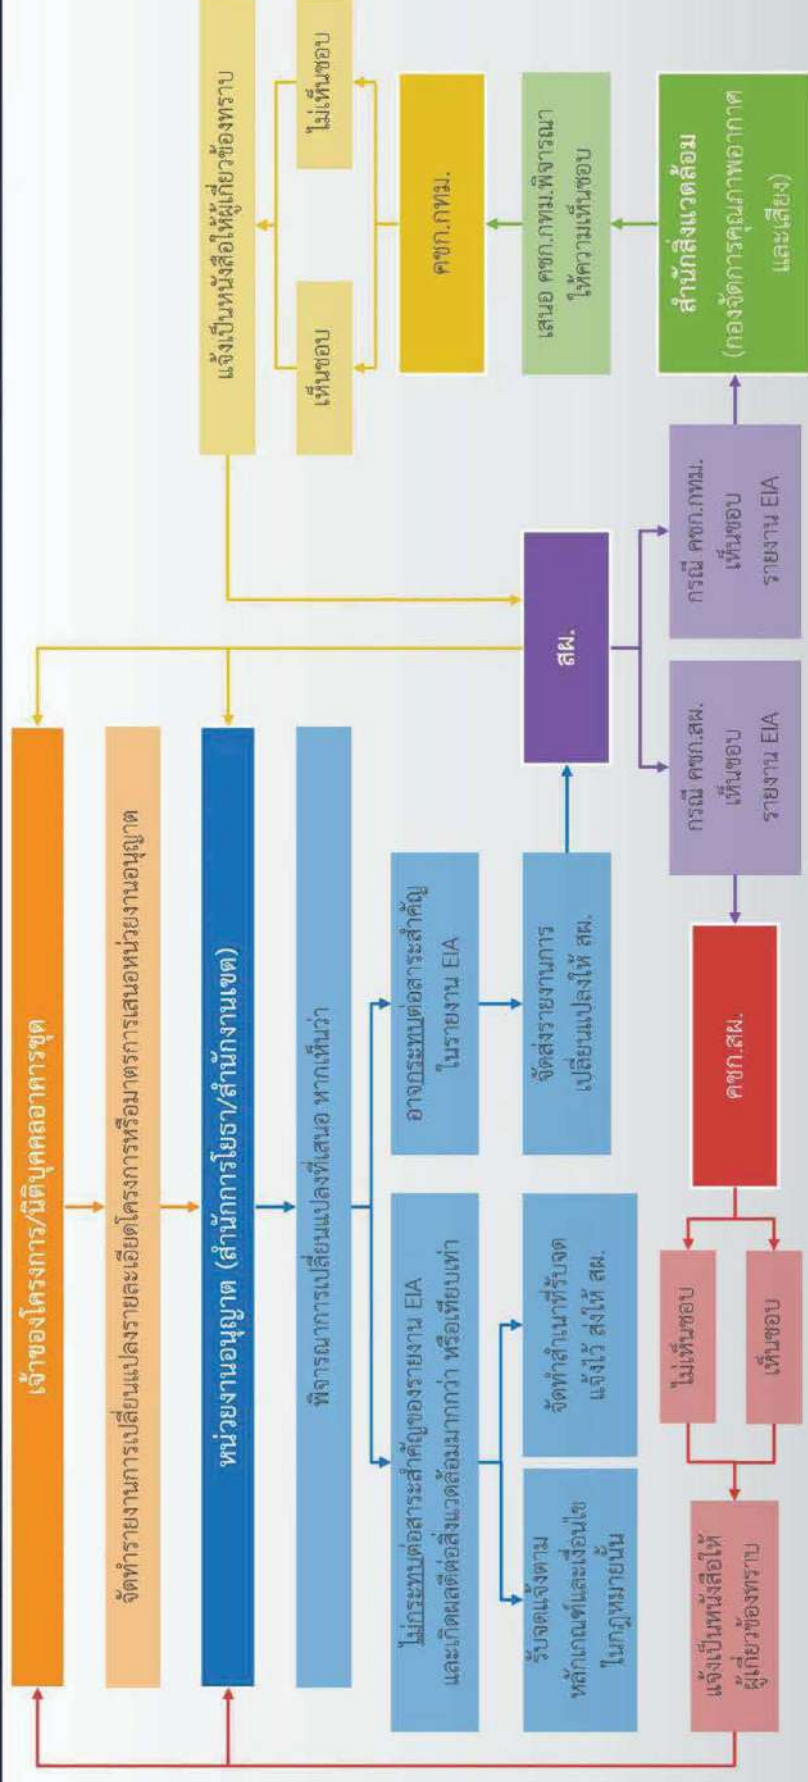 เจ้าของโครงการ/นิติบุคคลอาคารชุด
จัดทำรายงานการเปลี่ยนแปลงรายละเอียดโครงการหรือมาตรการเสนอหน่วยงานอนุญาต
หน่วยงานอนุญาต (สำนักการโยธา/สำนักงานเขต)
พิจารณาการเปลี่ยนแปลงที่เสนอ หากเห็นว่า
ไม่กระทบต่อสาระสำคัญของรายงาน EIA
และเกิดผลดีต่อสิ่งแวดล้อมมากกว่า หรือเทียบเท่า
อาจกระทบต่อสาระสำคัญ
ในรายงาน EIA
รับจดแจ้งตาม
หลักเกณฑ์และเงื่อนไข
ในกฎหมายนั้น
จัดทำสำเนาที่รับจด
แจ้งไว้ ส่งให้ สผ.
จัดส่งรายงานการ
เปลี่ยนแปลงให้ สผ.
สผ.
กรณี คชก.สผ.
เห็นชอบ
รายงาน EIA
กรณี คชก.กทม.
เห็นชอบ
รายงาน EIA
คชก.สผ.
ไม่เห็นชอบ
เห็นชอบ
แจ้งเป็นหนังสือให้
ผู้เกี่ยวข้องทราบ
สำนักสิ่งแวดล้อม
(กองจัดการคุณภาพอากาศ
และเสียง)
เสนอ คชก.กทม.พิจารณา
ให้ความเห็นชอบ
คชก.กทม.
เห็นชอบ
ไม่เห็นชอบ
แจ้งเป็นหนังสือให้ผู้เกี่ยวข้องทราบ